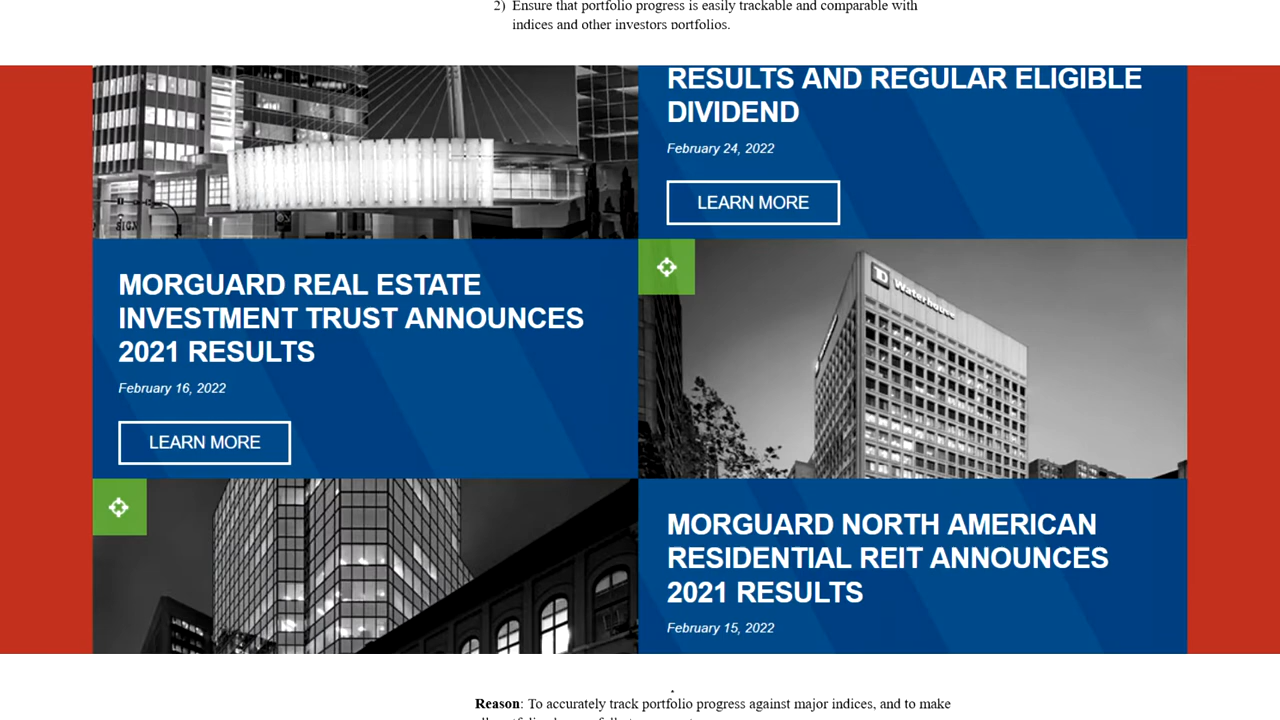 2) Ensure that portfolio progress is easily trackable and comparable with
indices and other investors portfolios.
RESULTS AND REGULAR ELIGIBLE
DIVIDEND
February 24, 2022
LEARN MORE
MORGUARD REAL ESTATE
INVESTMENT TRUST ANNOUNCES
2021 RESULTS
February 16, 2022
LEARN MORE
TD Waterhouse
MORGUARD NORTH AMERICAN
RESIDENTIAL REIT ANNOUNCES
2021 RESULTS
February 15, 2022
Reason: To accurately track portfolio progress against major indices, and to make